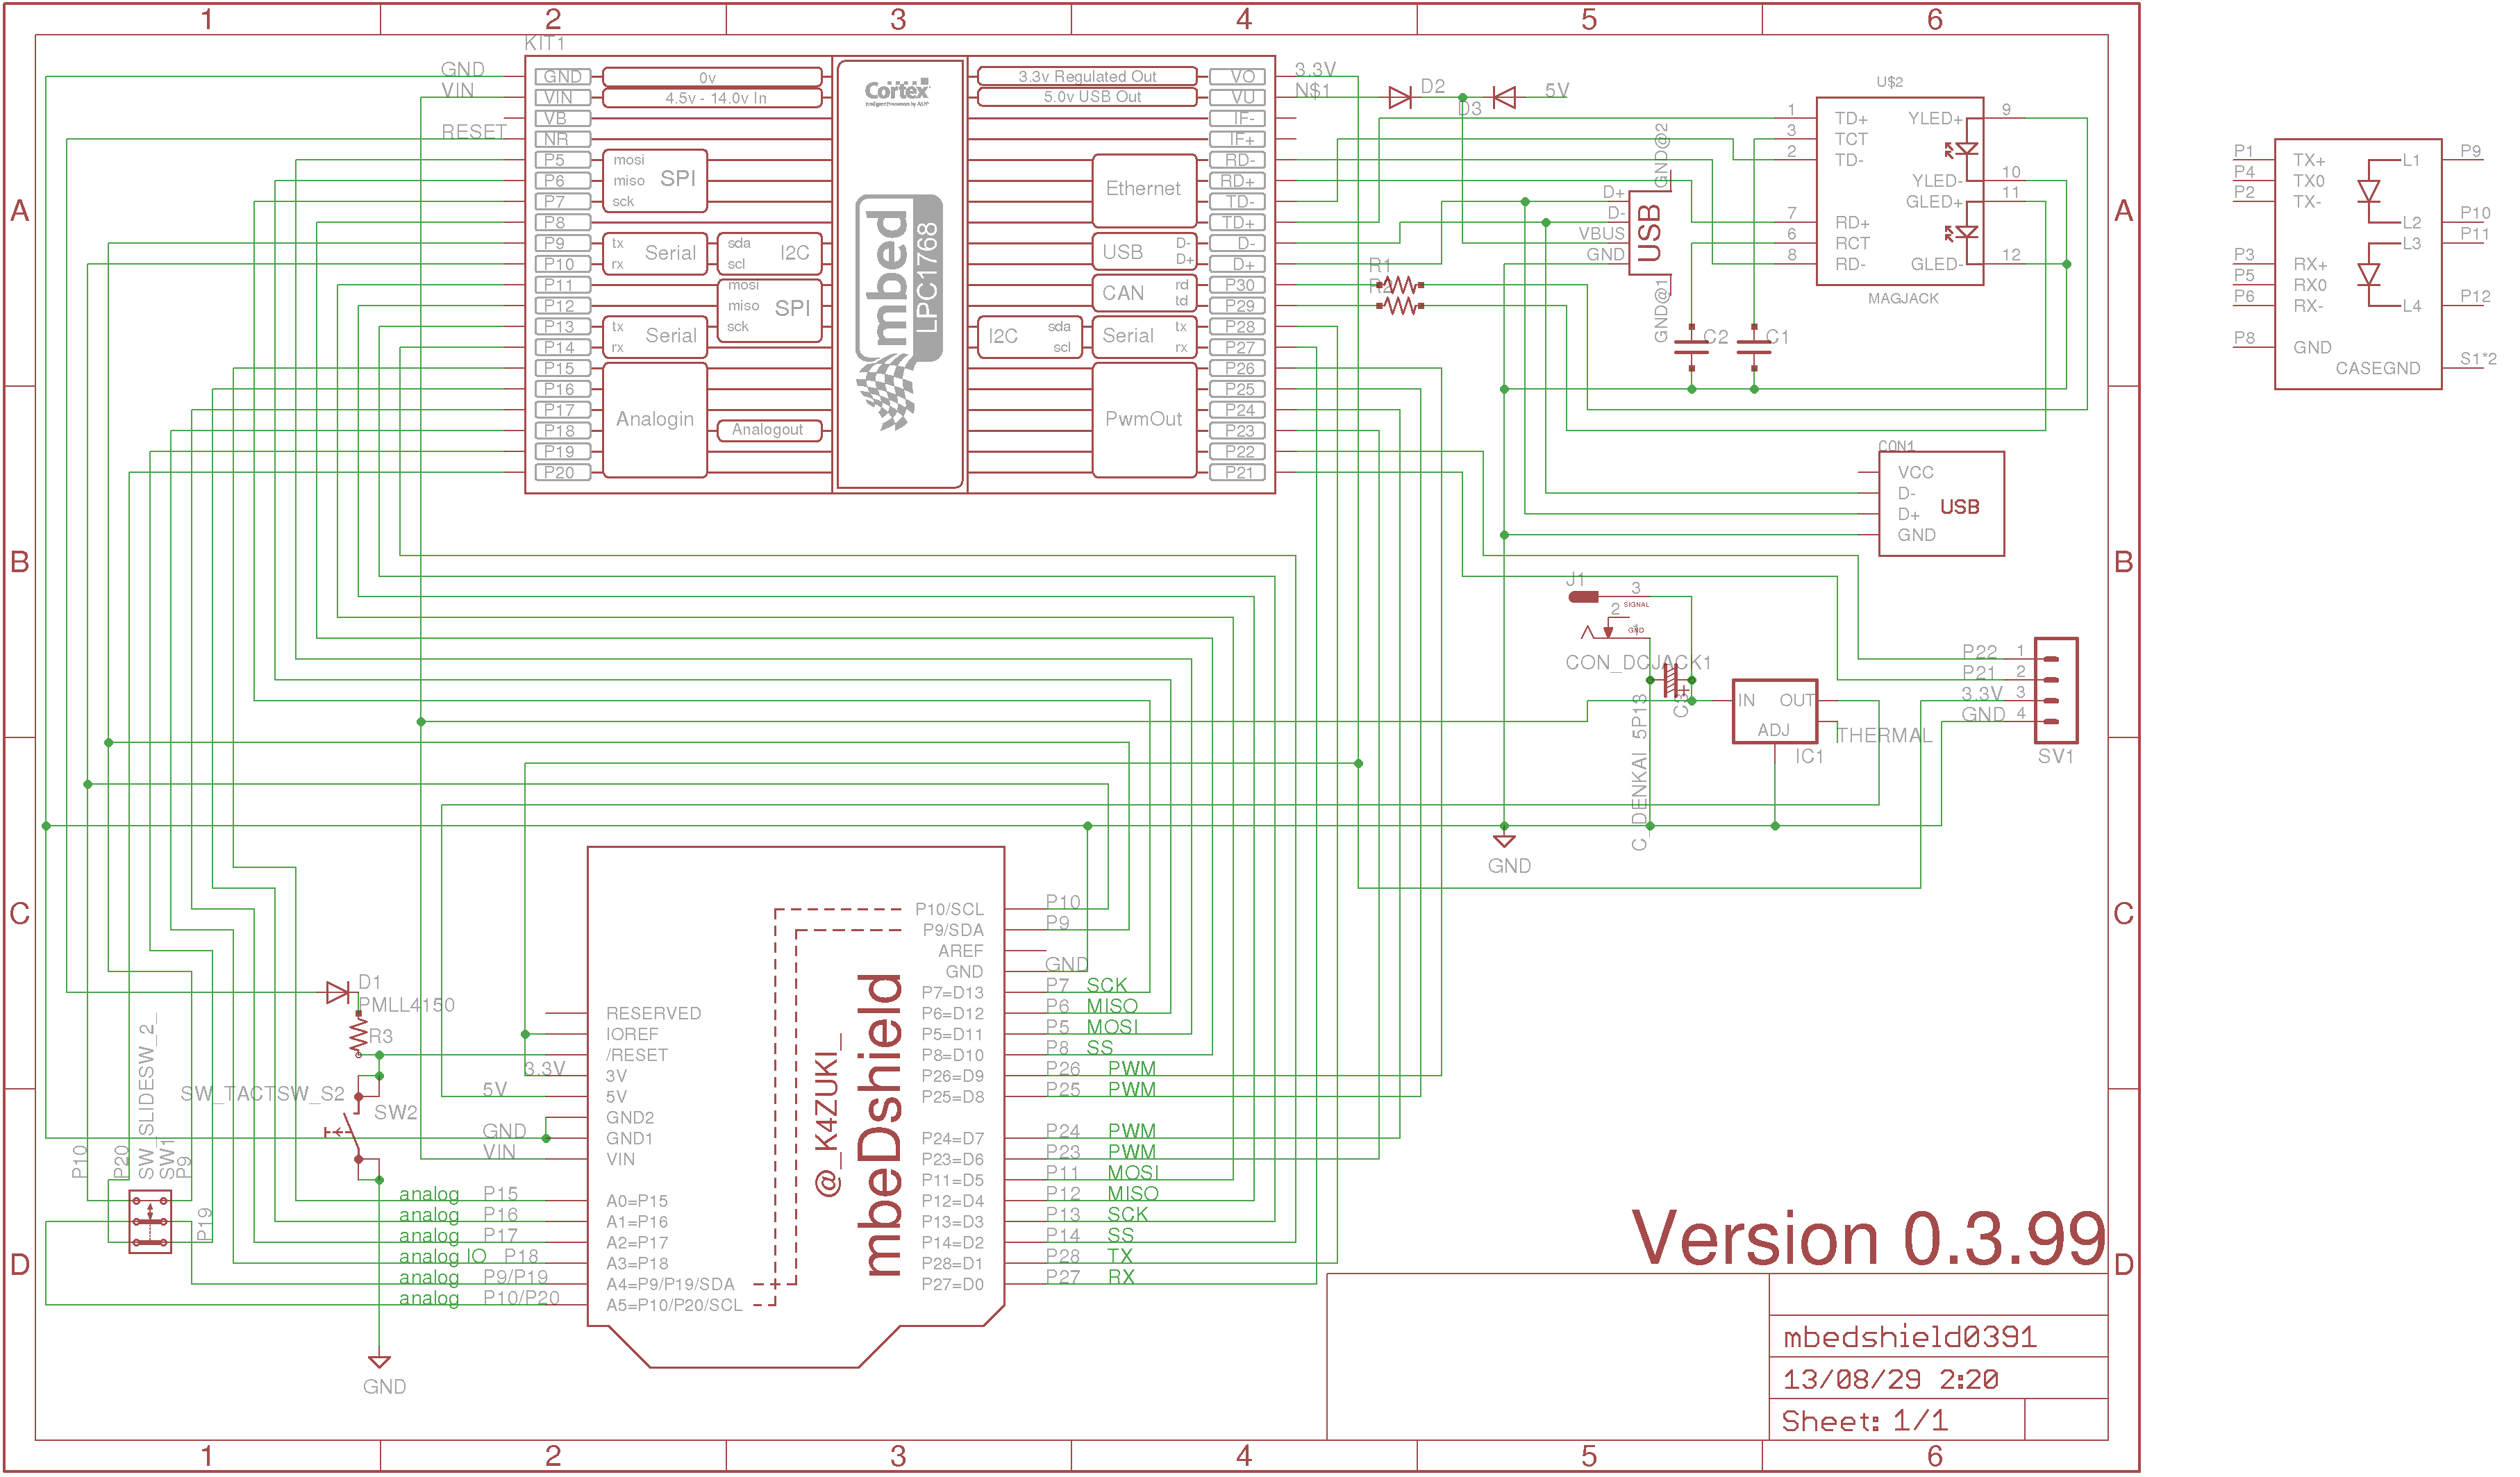 1 2 3 4 5 6
A A
B B
C C
D D
1 2 3 4 5 6
KIT1
GND
VIN
RESET
GND
VIN
VB
NR
P5
P6
P7
P8
P9
P10
P11
P12
P13
P14
P15
P16
P17
P18
P19
P20
0v
4.5v - 14.0v In
mosi
miso
sck
SPI
tx
rx
Serial
sda
scl
I2C
mosi
miso
sck
SPI
tx
rx
Serial
Analogin
Analogout
Cortex
mbed
LPC1768
3.3v Regulated Out
5.0v USB Out
Ethernet
USB
D-
D+
CAN
rd
td
I2C
sda
scl
Serial
tx
rx
PwmOut
VO
VU
IF-
IF+
RD-
RD+
TD-
TD+
D-
D+
P30
P29
P28
P27
P26
P25
P24
P23
P22
P21
3.3V
N$1
D2
D3
5V
R1
R2
GND@2
D+
D-
VBUS
GND
USB
GND@1
C2
C1
U$2
1
3
2
7
6
8
TD+
TCT
TD-
RD+
RCT
RD-
YLED+
YLED-
GLED+
GLED-
9
10
11
12
MAGJACK
P1
P4
P2
P3
P5
P6
P8
TX+
TX0
TX-
RX+
RX0
RX-
GND
L1
L2
L3
L4
CASEGND
P9
P10
P11
P12
S1*2
CON1
VCC
D-
D+
GND
USB
J1
3
SIGNAL
2
GND
1
CON_DCJACK1
C3
C_DENKAI_5P13
IN
OUT
ADJ
THERMAL
IC1
P22 1
P21 2
3.3V 3
GND 4
SV1
GND
D1
PMLL4150
R3
SW_TACTSW_S2
SW2
SW_SLIDESW_2_
SW1
P10
P20
P9
P19
GND
3.3V
5V
GND
VIN
analog P15
analog P16
analog P17
analog IO P18
analog P9/P19
analog P10/P20
RESERVED
IOREF
/RESET
3V
5V
GND2
GND1
VIN
A0=P15
A1=P16
A2=P17
A3=P18
A4=P9/P19/SDA
A5=P10/P20/SCL
@_K4ZUKI_
mbeDshield
P10/SCL
P9/SDA
AREF
GND
P7=D13
P6=D12
P5=D11
P8=D10
P26=D9
P25=D8
P24=D7
P23=D6
P11=D5
P12=D4
P13=D3
P14=D2
P28=D1
P27=D0
P10
P9
GND
P7 SCK
P6 MISO
P5 MOSI
P8 SS
P26 PWM
P25 PWM
P24 PWM
P23 PWM
P11 MOSI
P12 MISO
P13 SCK
P14 SS
P28 TX
P27 RX
Version 0.3.99
mbedshield0391
13/08/29 2:20
Sheet: 1/1